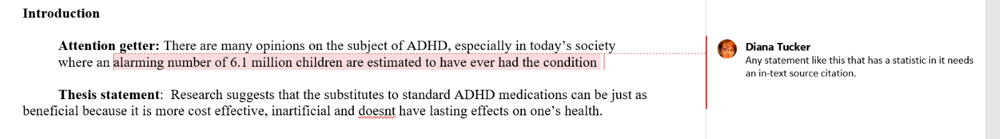 Introduction
Attention getter: There are many opinions on the subject of ADHD, especially in today’s society
where an alarming number of 6.1 million children are estimated to have ever had the condition
Thesis statement:  Research suggests that the substitutes to standard ADHD medications can be just as
beneficial because it is more cost effective, inartificial and doesnt have lasting effects on one’s health.
Diana Tucker
Any statement like this that has a statistic in it needs
an in-text source citation.